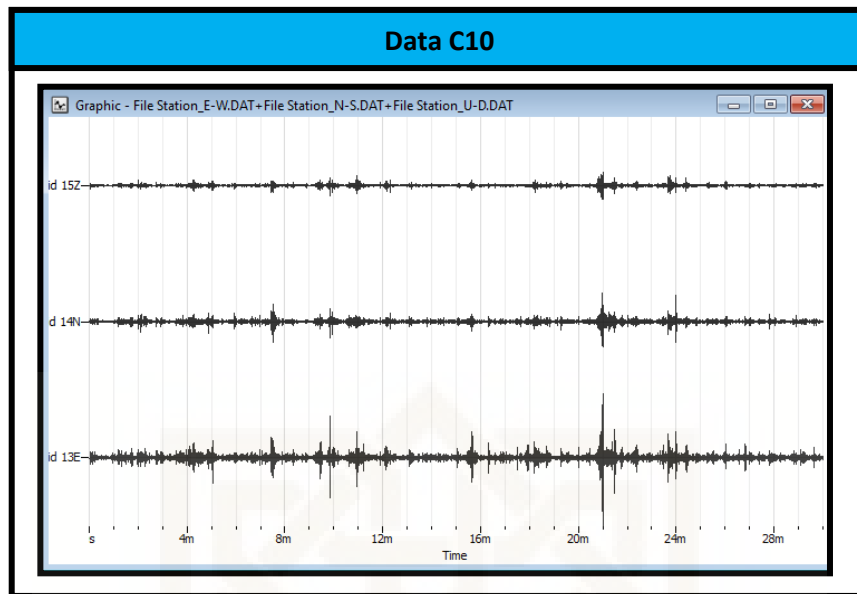 Data C10
Graphic - File Station_E-W.DAT+File Station_N-S.DAT+File Station_U-D.DAT
id 15Z
d 14N
id 13E
s 4m 8m 12m 16m 20m 24m 28m
Time